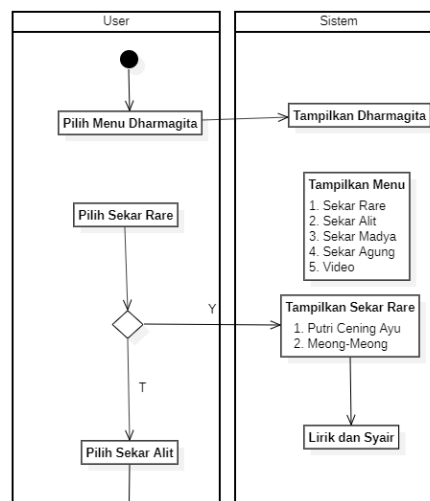 User
Sistem
Pilih Menu Dharmagita
Tampilkan Dharmagita
Tampilkan Menu
1. Sekar Rare
2. Sekar Alit
3. Sekar Madya
4. Sekar Agung
5. Video
Pilih Sekar Rare
Y
Tampilkan Sekar Rare
1. Putri Cening Ayu
2. Meong-Meong
T
Lirik dan Syair
Pilih Sekar Alit